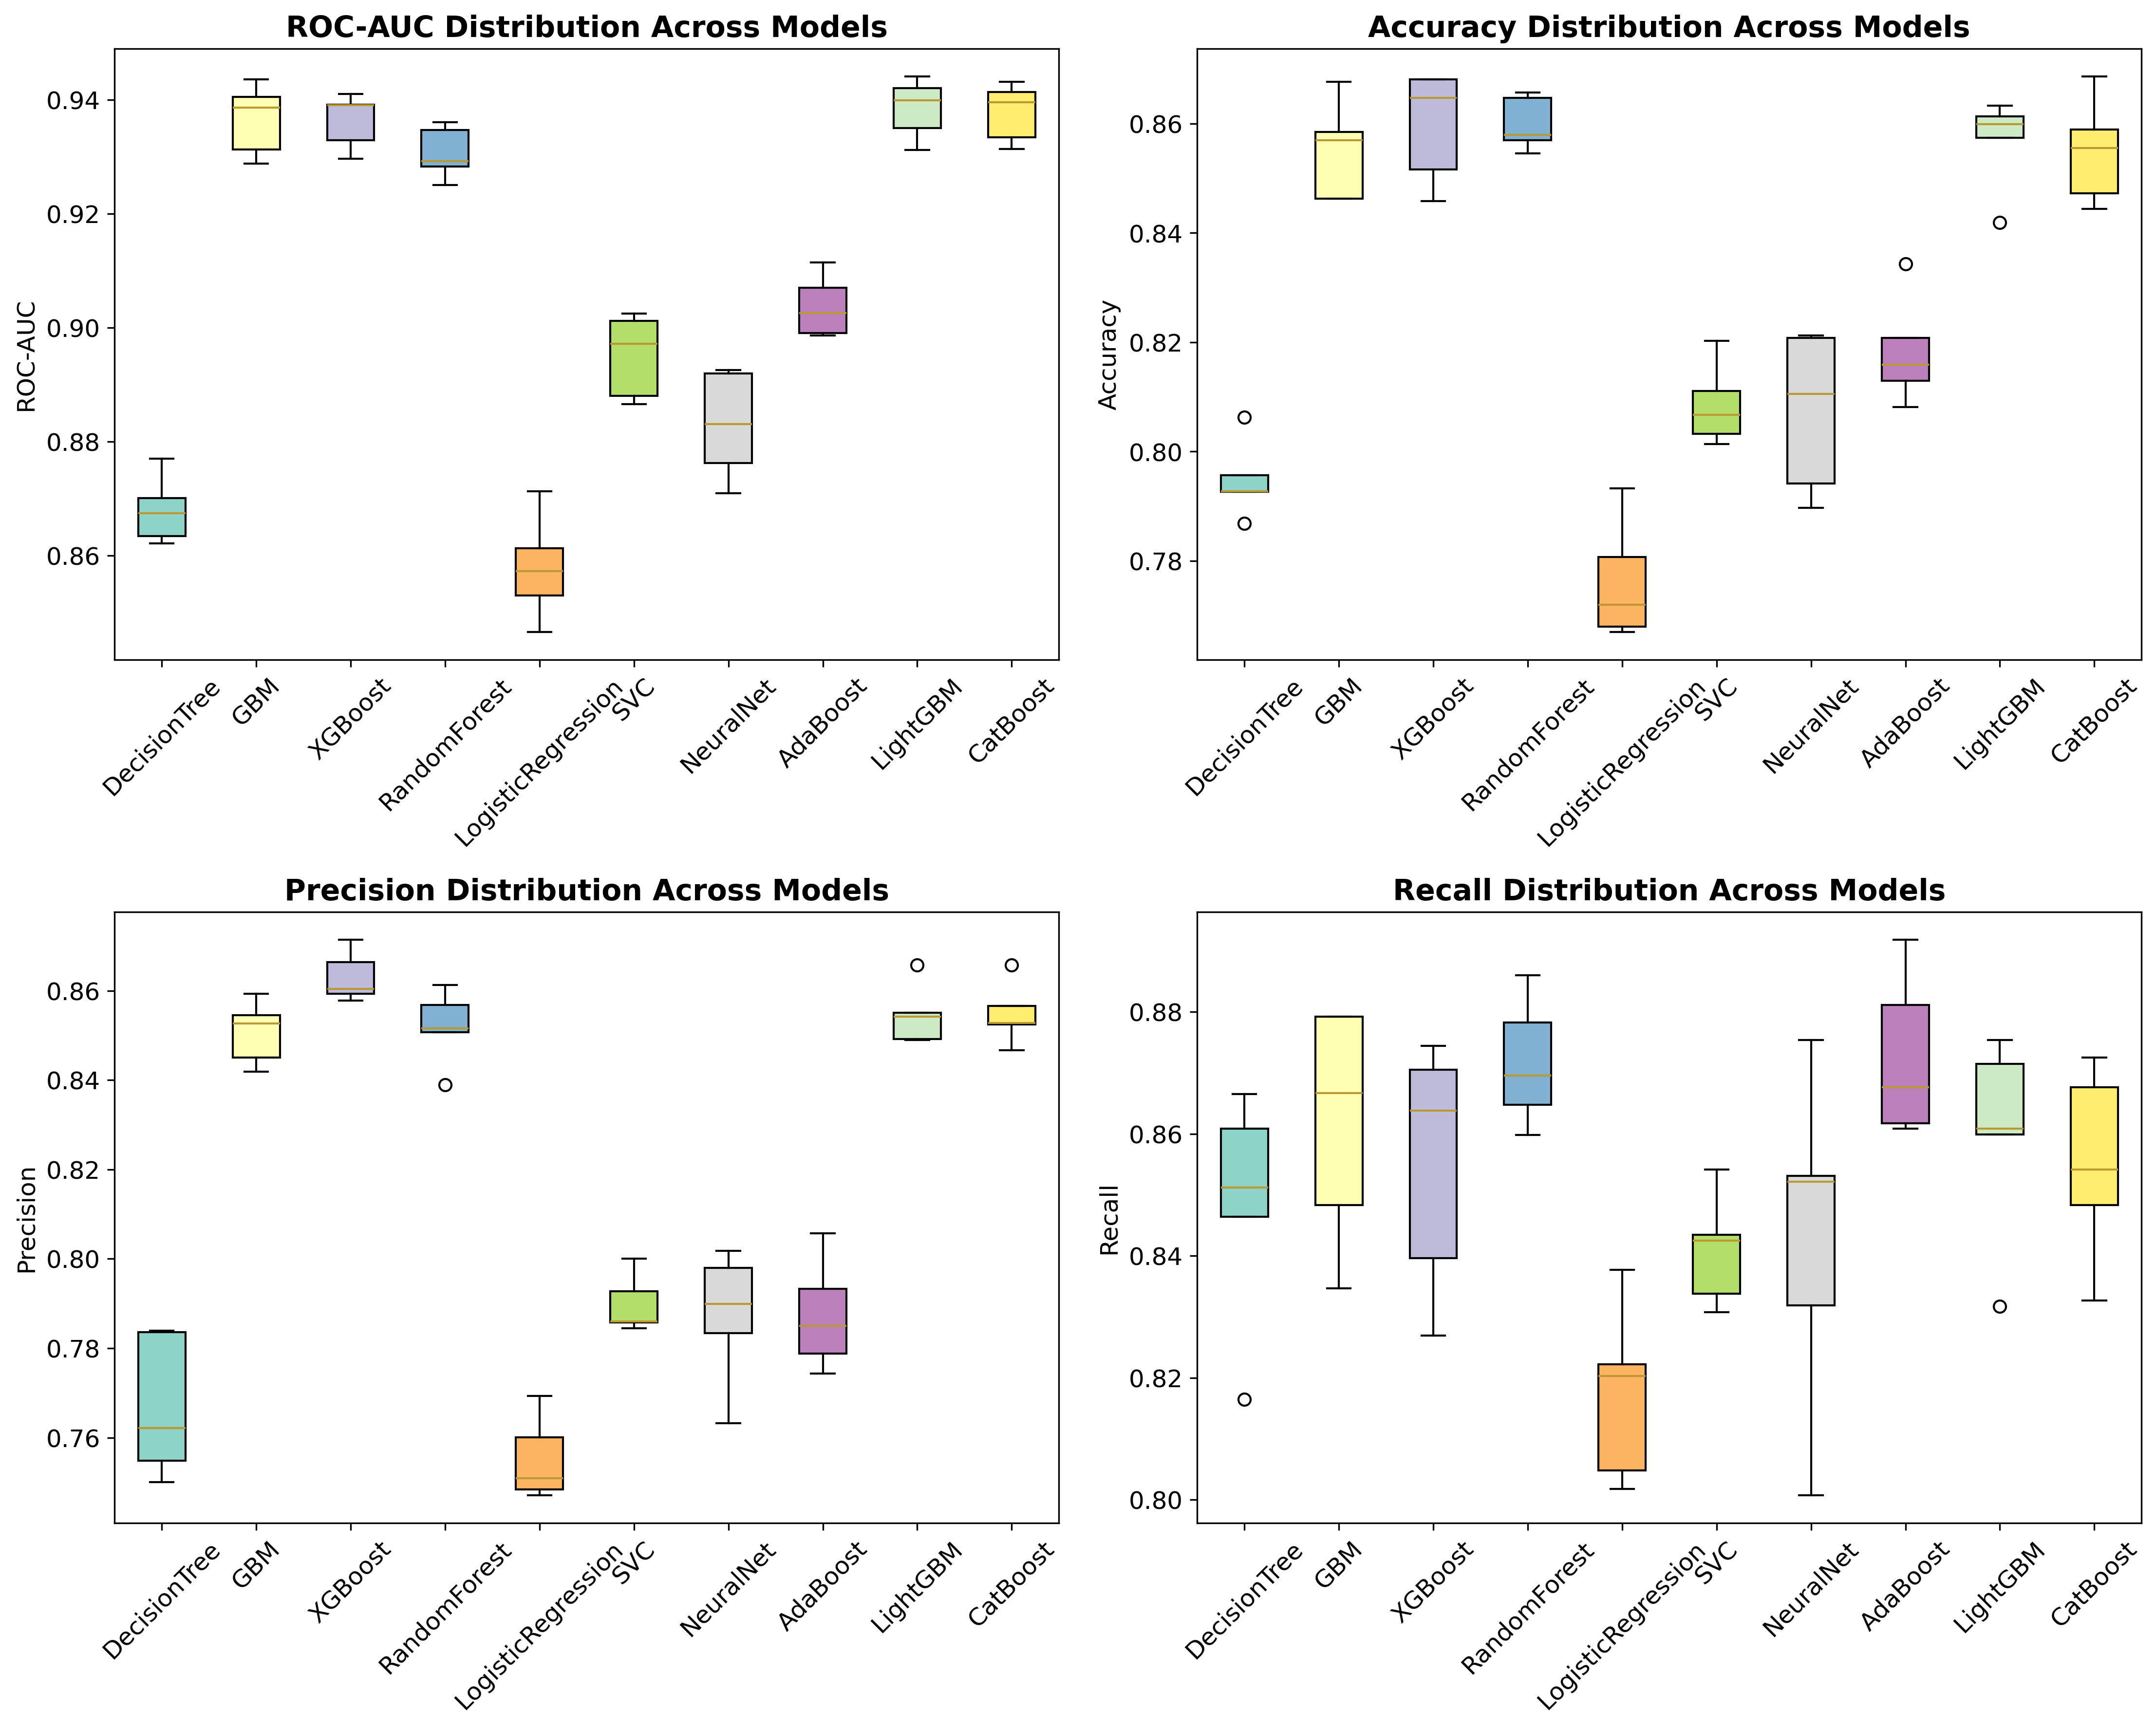 ROC-AUC Distribution Across Models
ROC-AUC
0.94
0.92
0.90
0.88
0.86
DecisionTree
GBM
XGBoost
RandomForest
LogisticRegression
SVC
NeuralNet
AdaBoost
LightGBM
CatBoost
Accuracy Distribution Across Models
Accuracy
0.86
0.84
0.82
0.80
0.78
DecisionTree
GBM
XGBoost
RandomForest
LogisticRegression
SVC
NeuralNet
AdaBoost
LightGBM
CatBoost
Precision Distribution Across Models
Precision
0.86
0.84
0.82
0.80
0.78
0.76
DecisionTree
GBM
XGBoost
RandomForest
LogisticRegression
SVC
NeuralNet
AdaBoost
LightGBM
CatBoost
Recall Distribution Across Models
Recall
0.88
0.86
0.84
0.82
0.80
DecisionTree
GBM
XGBoost
RandomForest
LogisticRegression
SVC
NeuralNet
AdaBoost
LightGBM
CatBoost